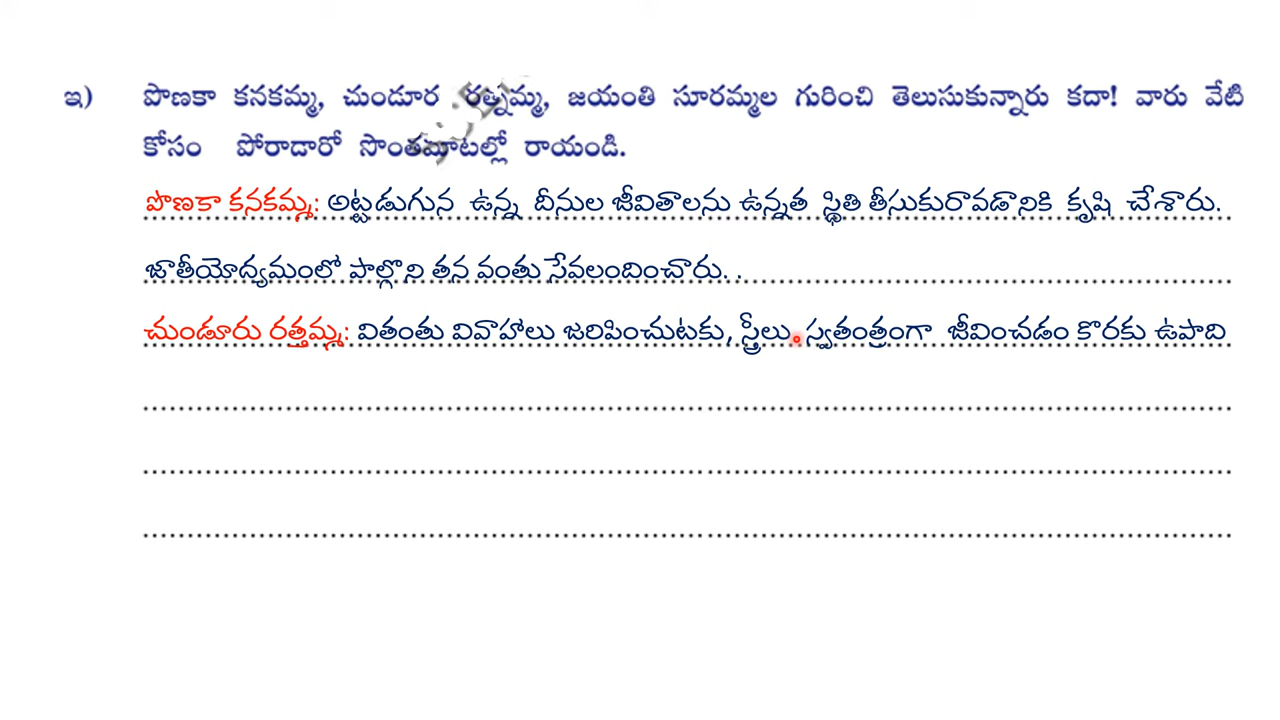 ఇ) పొణకా కనకమ్మ, చుండూర రత్నమ్మ, జయంతి సూరమ్మల గురించి తెలుసుకున్నారు కదా! వారు వేటి
కోసం పోరాడారో సొంతమాటల్లో రాయండి.
పొణకా కనకమ్మ: అట్టడుగున ఉన్న దీనుల జీవితాలను ఉన్నత స్థితి తీసుకురావడానికి కృషి చేశారు.
జాతీయోద్యమంలో పాల్గొని తన వంతు సేవలందించారు. .
చుండూరు రత్తమ్మ: వితంతు వివాహాలు జరిపించుటకు, స్త్రీలు స్వతంత్రంగా జీవించడం కొరకు ఉపాది